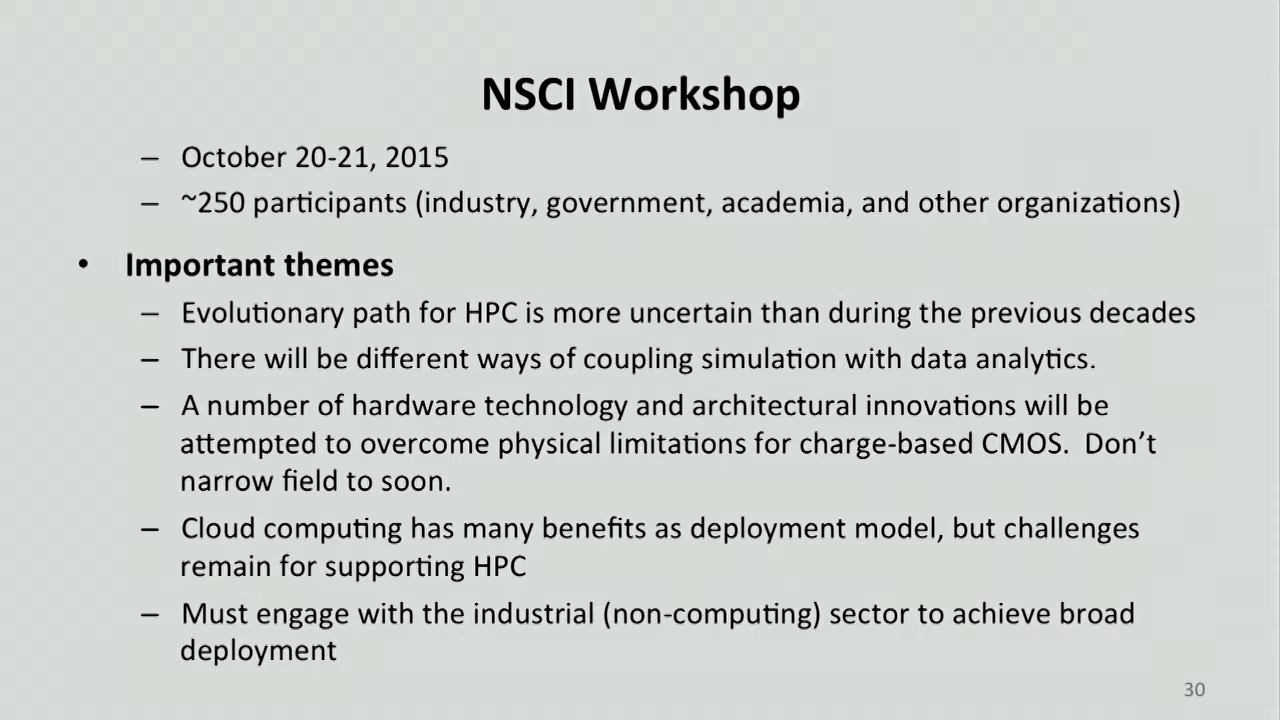 NSCI Workshop
– October 20-21, 2015
– ~250 participants (industry, government, academia, and other organizations)
• Important themes
– Evolutionary path for HPC is more uncertain than during the previous decades
– There will be different ways of coupling simulation with data analytics.
– A number of hardware technology and architectural innovations will be
attempted to overcome physical limitations for charge-based CMOS.  Don’t
narrow field to soon.
– Cloud computing has many benefits as deployment model, but challenges
remain for supporting HPC
– Must engage with the industrial (non-computing) sector to achieve broad
deployment
30